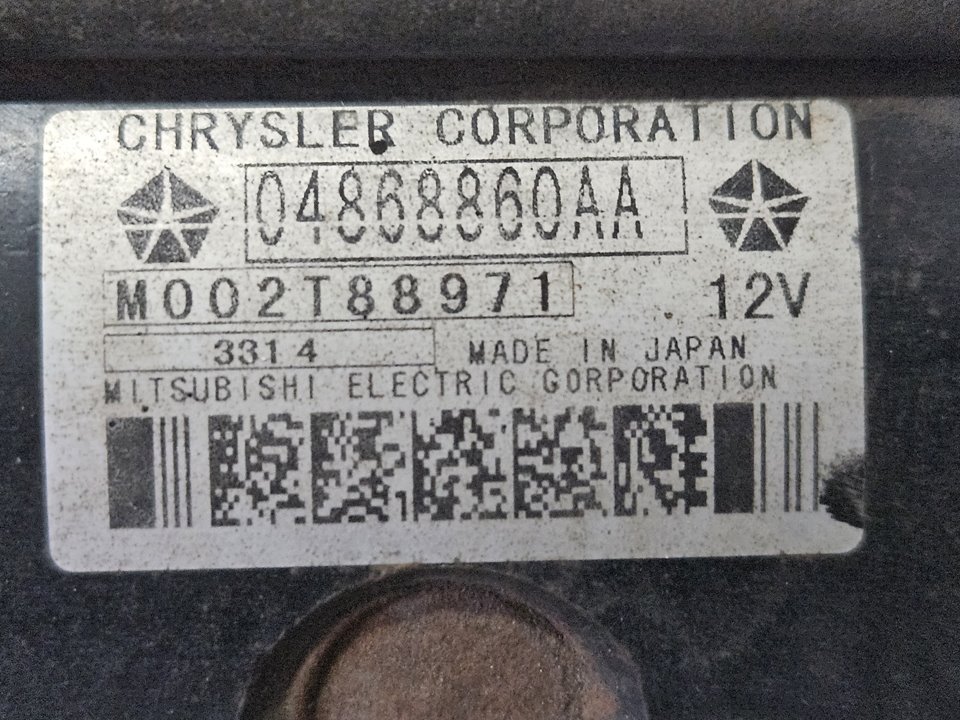 CHRYSLER CORPORATION
04868860AA
M002T88971 12V
3314 MADE IN JAPAN
MITSUBISHI ELECTRIC CORPORATION